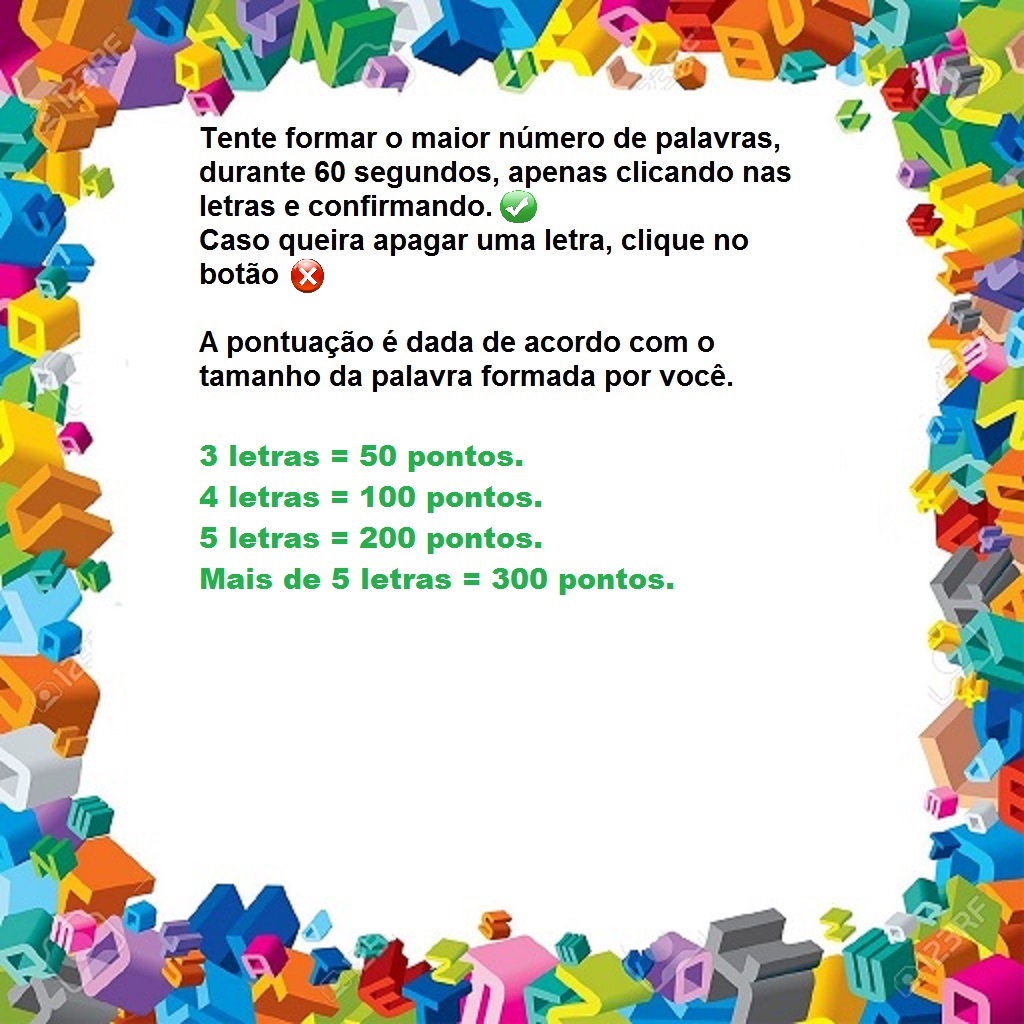 Tente formar o maior número de palavras,
durante 60 segundos, apenas clicando nas
letras e confirmando.
Caso queira apagar uma letra, clique no
botão
A pontuação é dada de acordo com o
tamanho da palavra formada por você.
3 letras = 50 pontos.
4 letras = 100 pontos.
5 letras = 200 pontos.
Mais de 5 letras = 300 pontos.